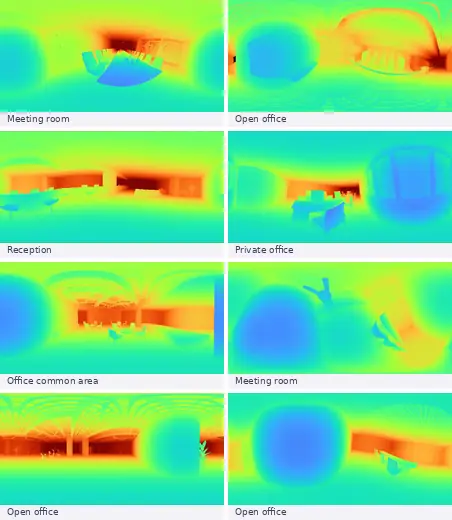 Meeting room
Open office
Reception
Private office
Office common area
Meeting room
Open office
Open office